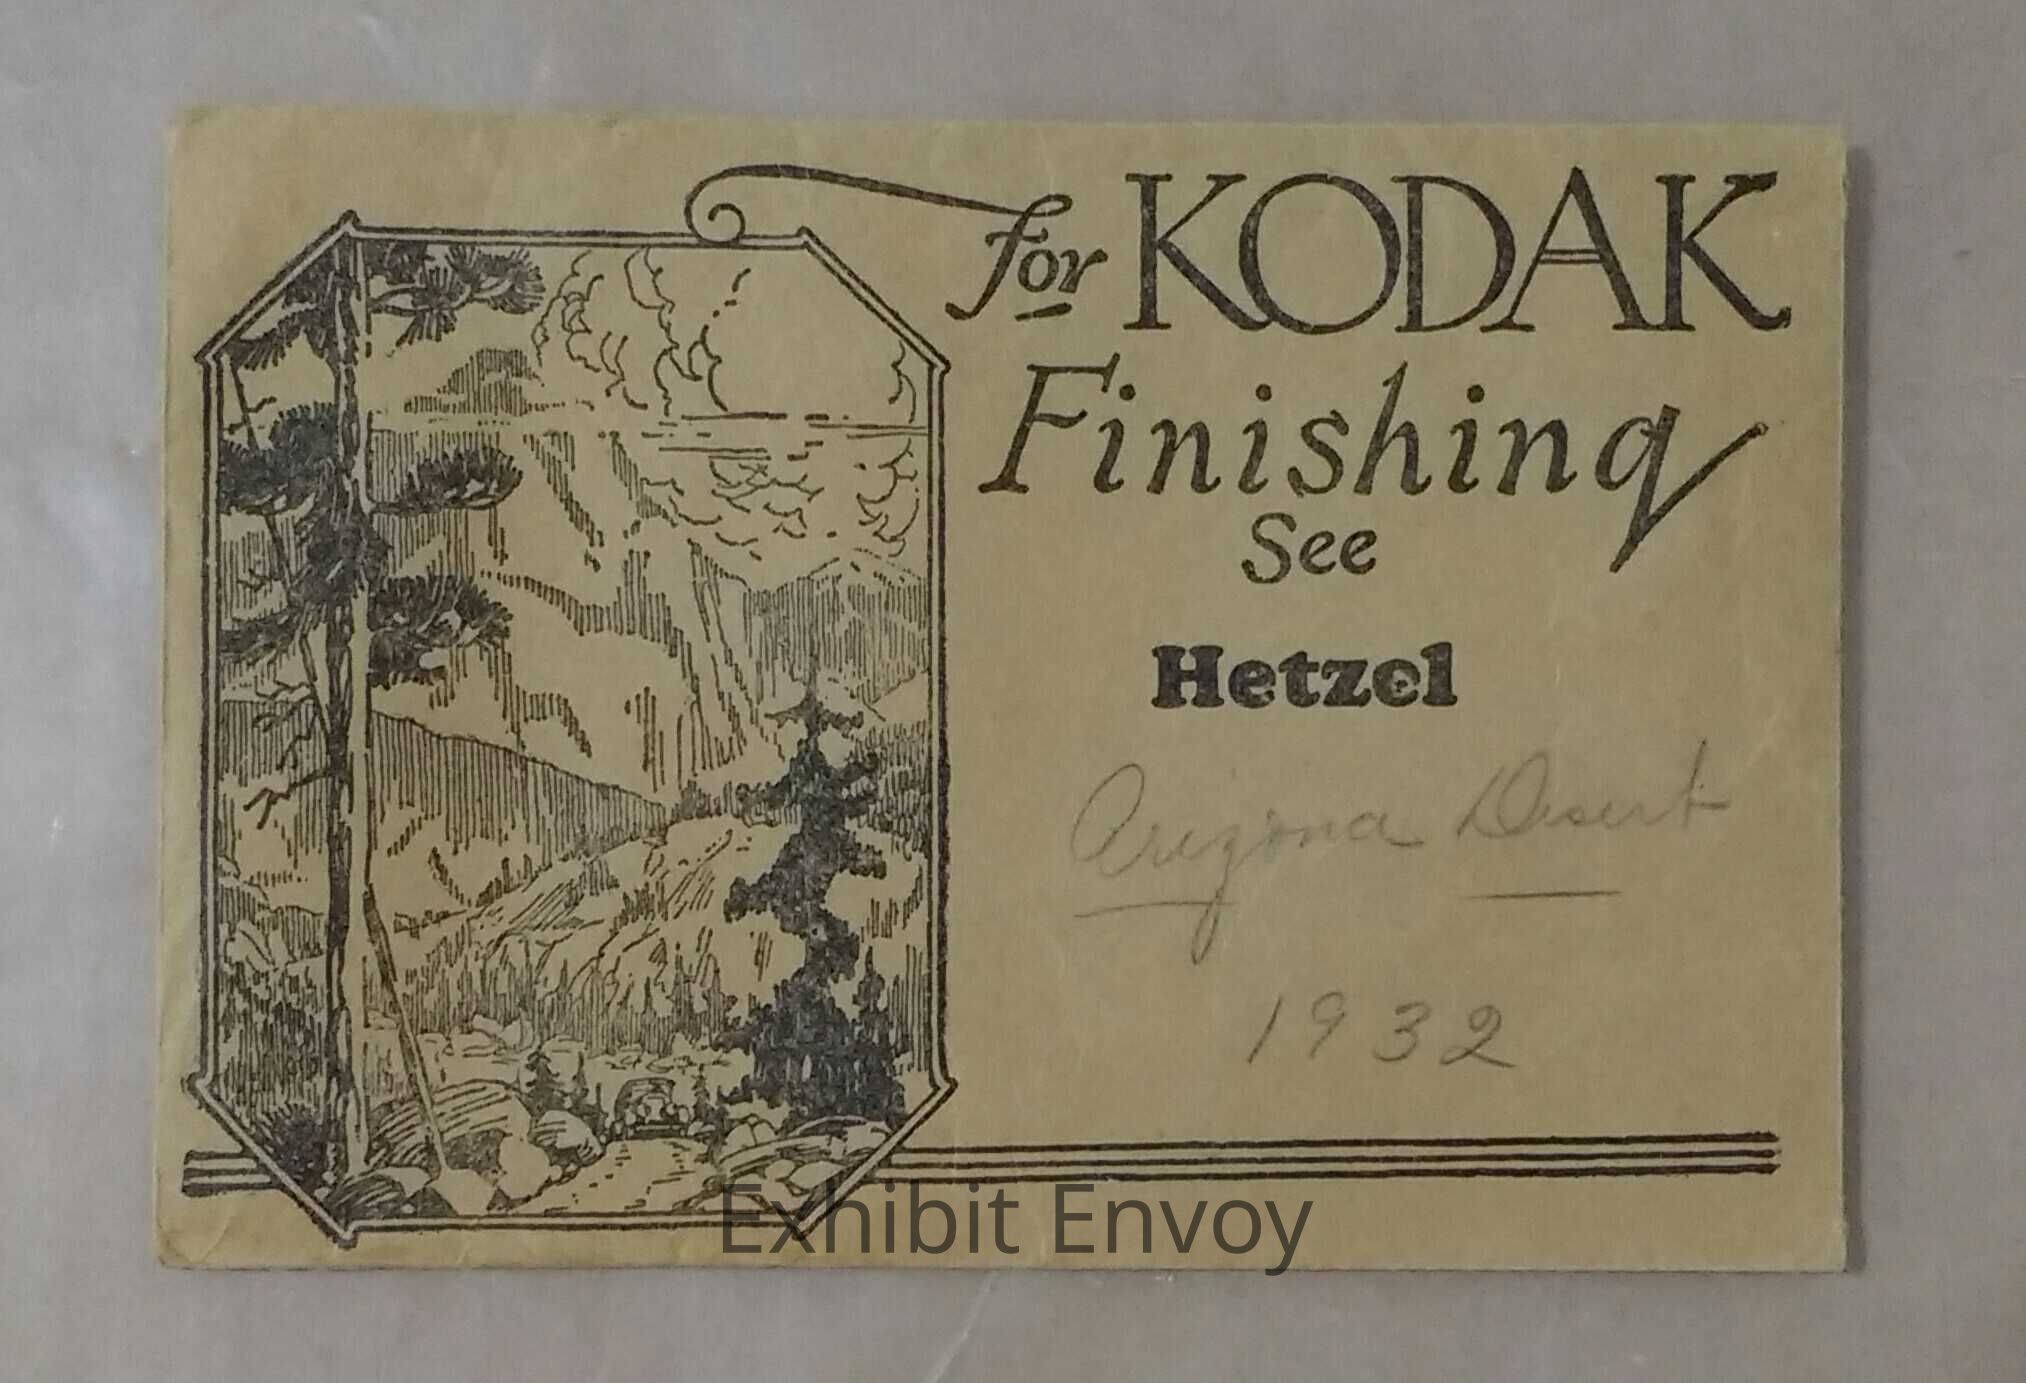 for KODAK
Finishing
See
Hetzel
Arizona Desert
1932
Exhibit Envoy